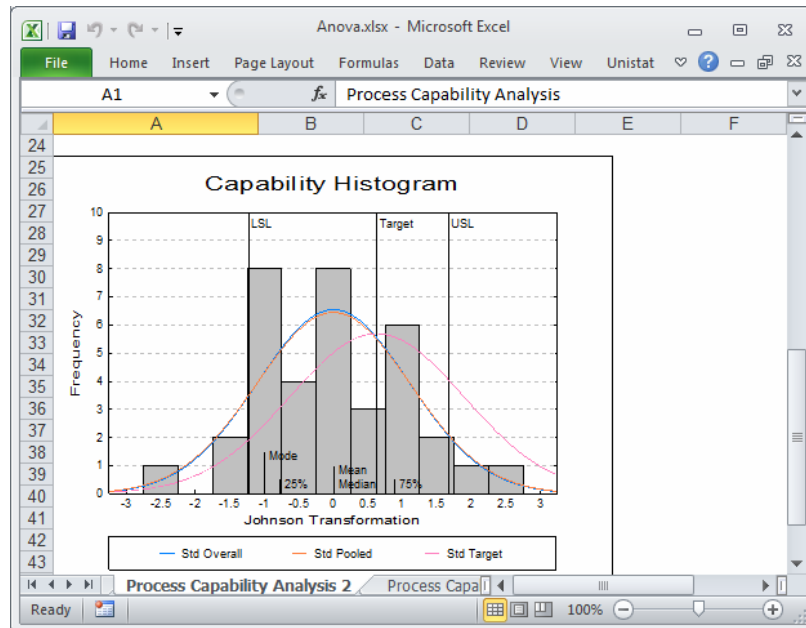 Anova.xlsx - Microsoft Excel
File Home Insert Page Layout Formulas Data Review View Unistat
A1 fx Process Capability Analysis
A B C D E F
24
25
26
27
28
29
30
31
32
33
34
35
36
37
38
39
40
41
42
43
Capability Histogram
LSL Target USL
10
9
8
7
6
5
4
3
2
1
0
Frequency
Mode
25%
Mean
Median
75%
-3 -2.5 -2 -1.5 -1 -0.5 0 0.5 1 1.5 2 2.5 3
Johnson Transformation
Std Overall Std Pooled Std Target
Process Capability Analysis 2 Process Capa
Ready 100%